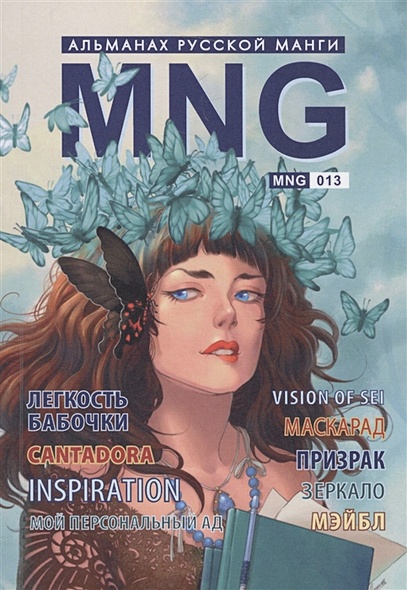 АЛЬМАНАХ РУССКОЙ МАНГИ
MNG
MNG 013
ЛЕГКОСТЬ
БАБОЧКИ
CANTADORA
INSPIRATION
МОЙ ПЕРСОНАЛЬНЫЙ АД
VISION OF SEI
МАСКАРАД
ПРИЗРАК
ЗЕРКАЛО
МЭЙБЛ